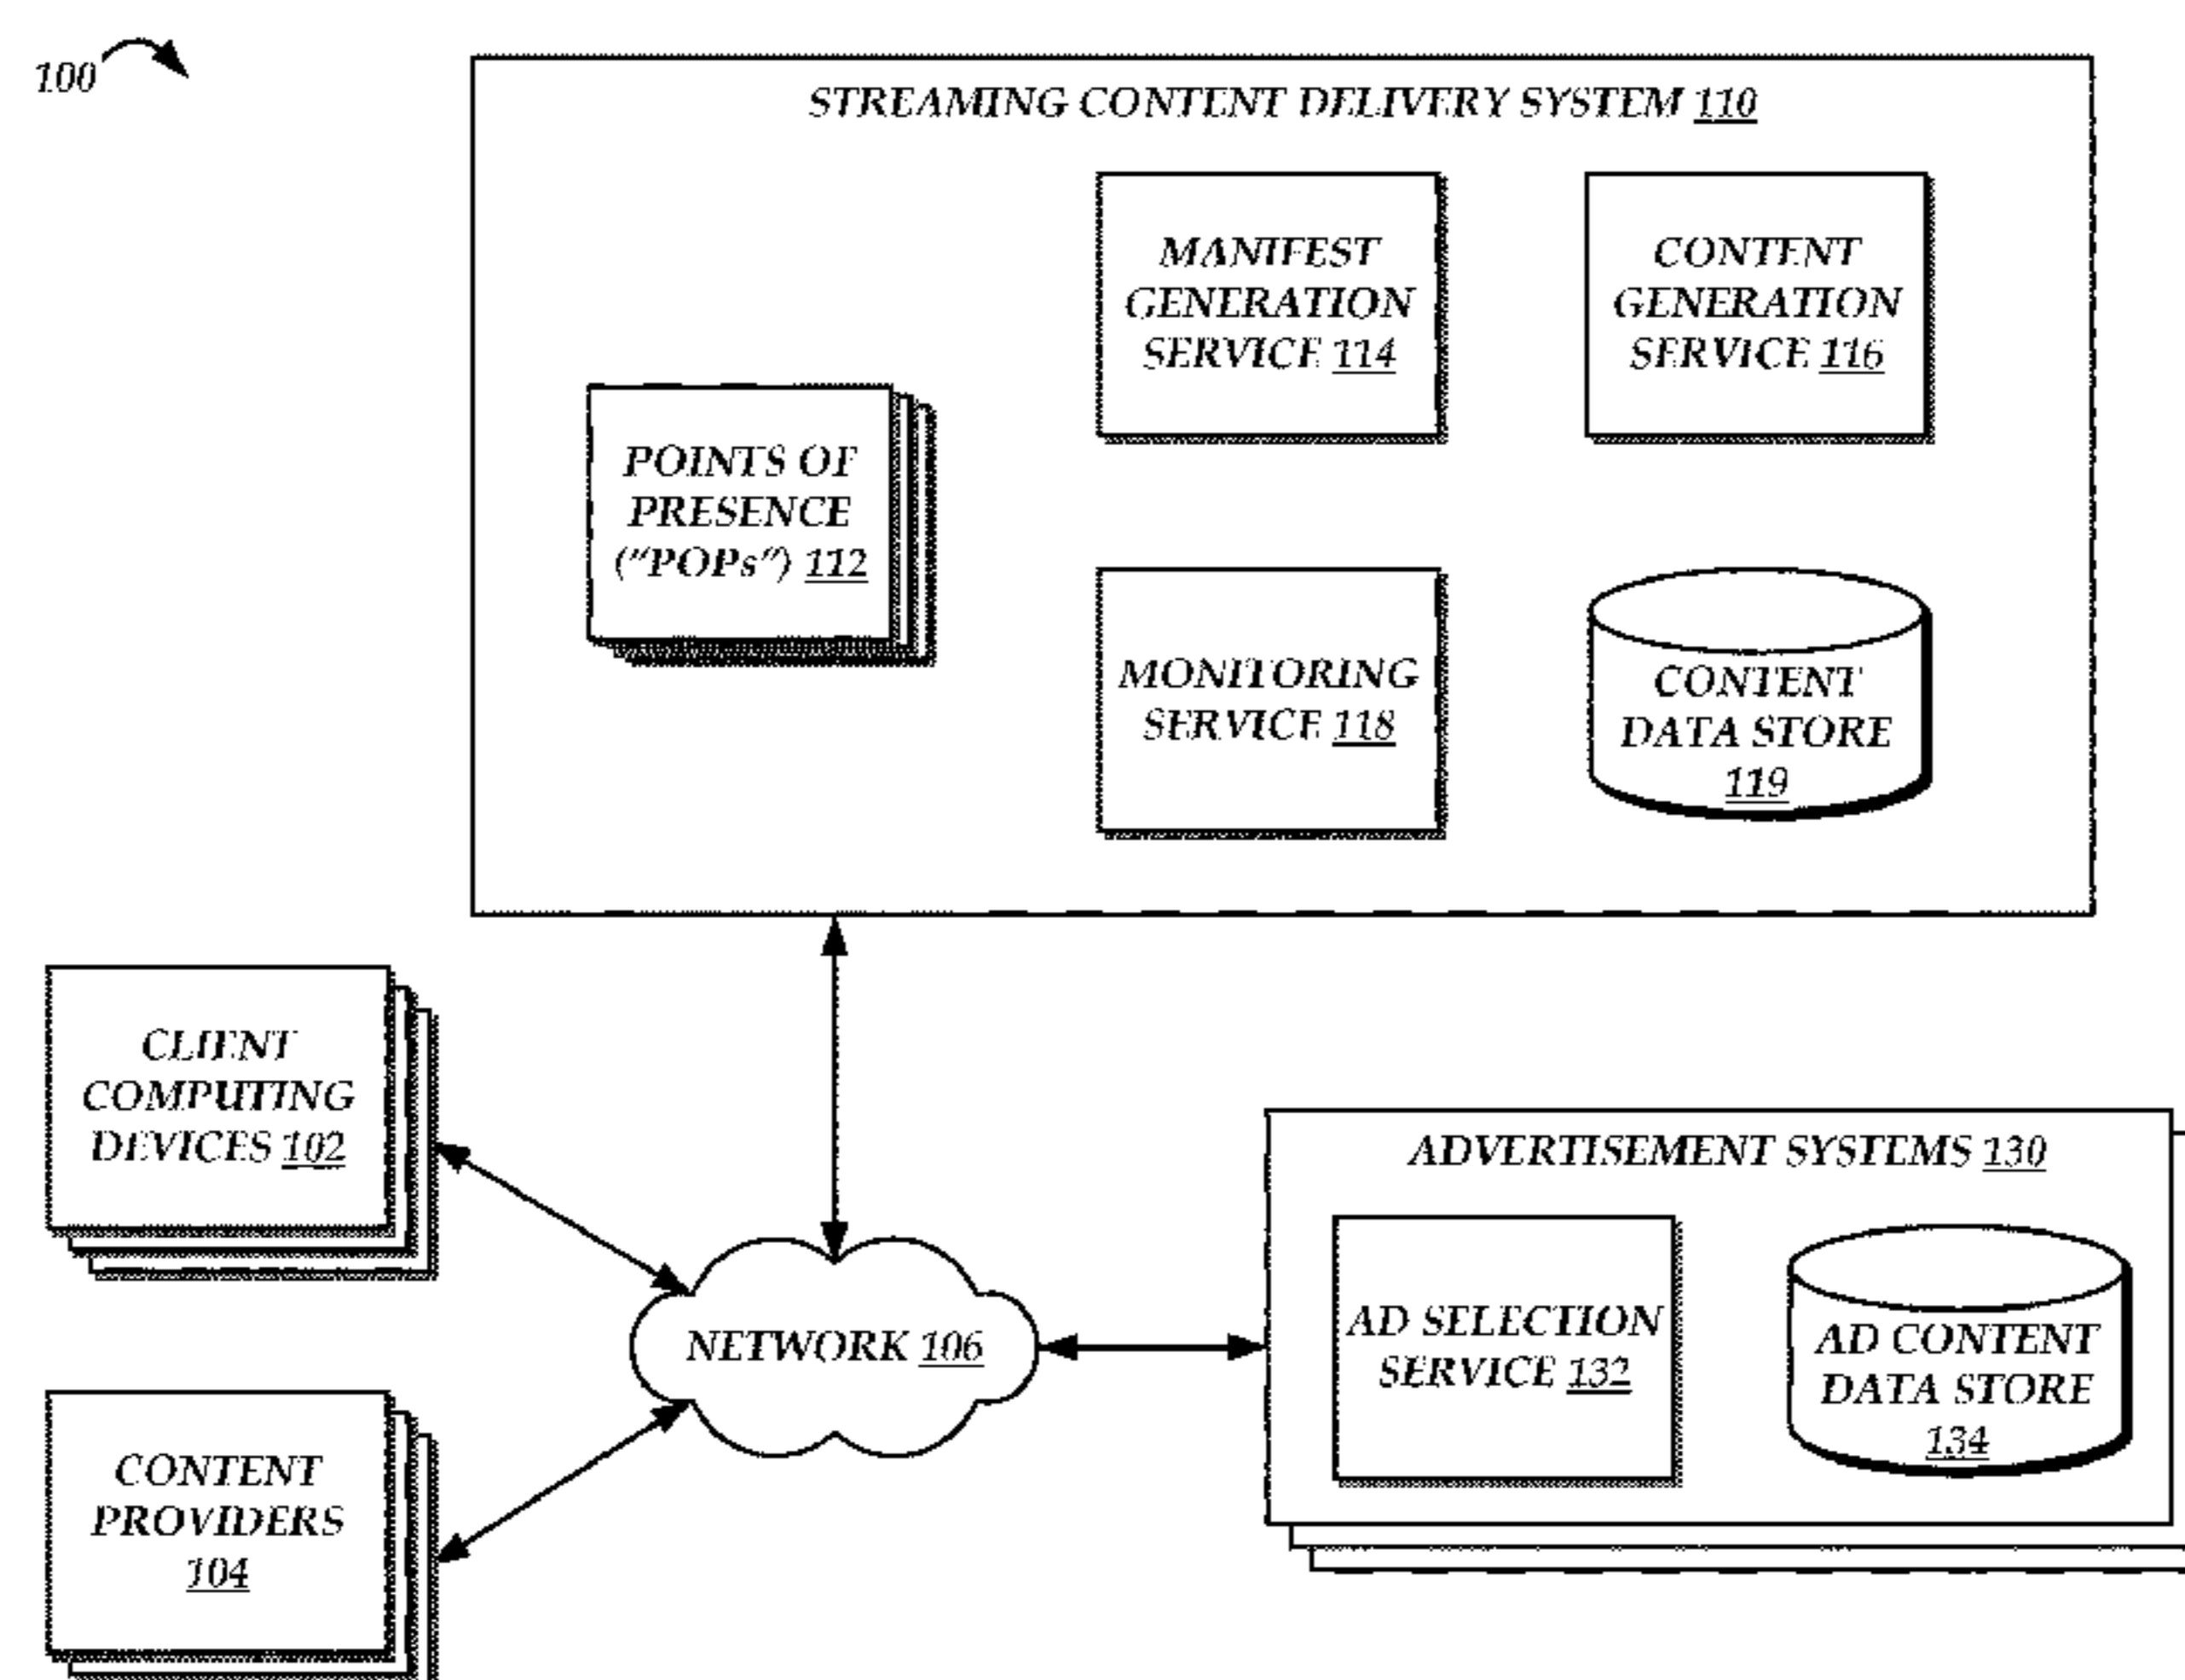 100
STREAMING CONTENT DELIVERY SYSTEM 110
MANIFEST
GENERATION
SERVICE 114
CONTENT
GENERATION
SERVICE 116
POINTS OF
PRESENCE
("POPs") 112
MONITORING
SERVICE 118
CONTENT
DATA STORE
119
CLIENT
COMPUTING
DEVICES 102
ADVERTISEMENT SYSTEMS 130
NETWORK 106
AD SELECTION
SERVICE 132
AD CONTENT
DATA STORE
134
CONTENT
PROVIDERS
104